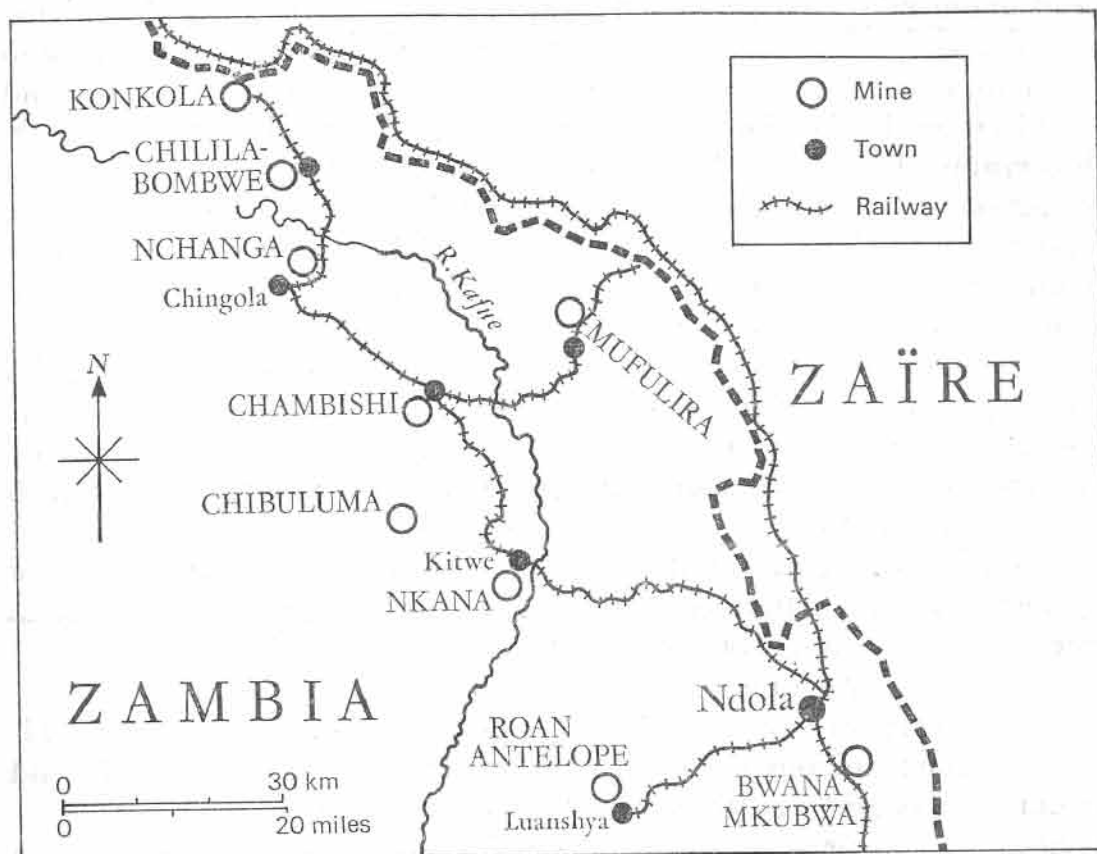 KONKOLA
CHILILA-
BOMBWE
NCHANGA
Chingola
R. Kafue
MUFULIRA
CHAMBISHI
CHIBULUMA
Kitwe
NKANA
ZAÏRE
ZAMBIA
Ndola
ROAN
ANTELOPE
Luanshya
BWANA
MKUBWA
N
Mine
Town
Railway
0 30 km
0 20 miles